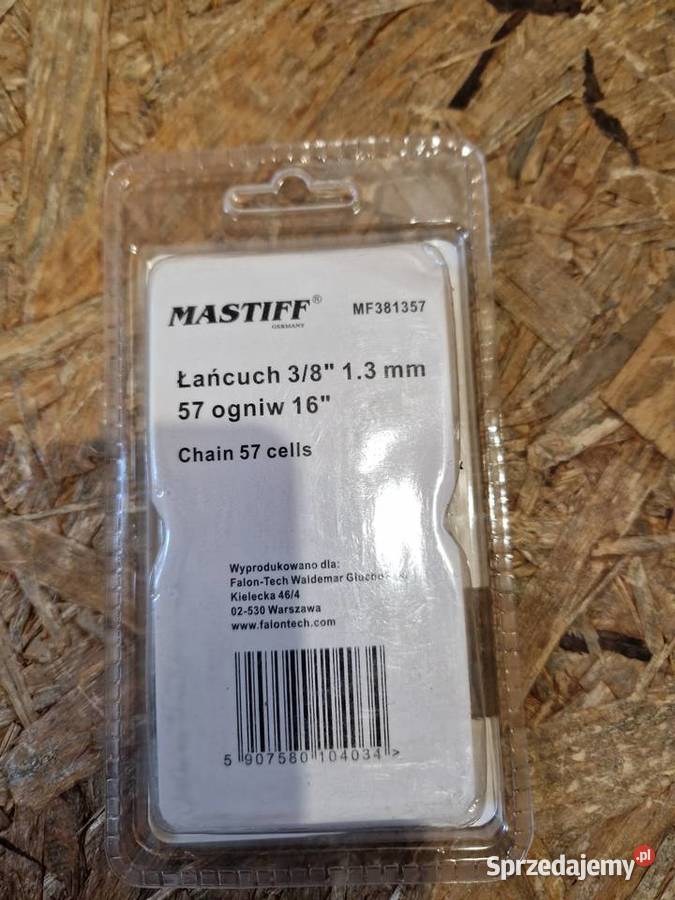 MASTIFF®
GERMANY
MF381357
Łańcuch 3/8" 1.3 mm
57 ogniw 16"
Chain 57 cells
Wyprodukowano dla:
Falon-Tech Waldemar
Kielecka 46/4
02-530 Warszawa
www.falontech.com
5 907580 104034 >
Sprzedajemy.pl